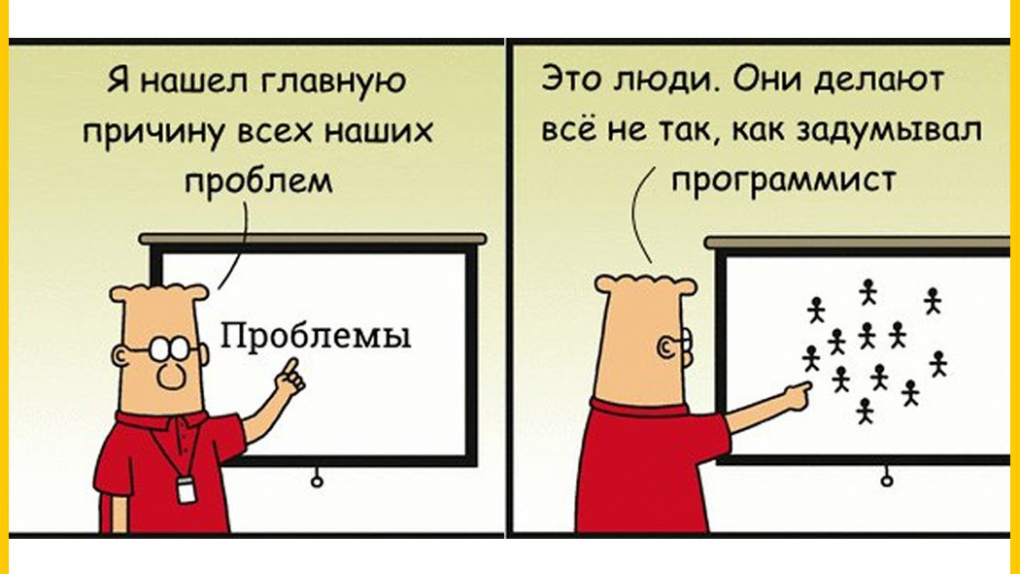 Я нашел главную
причину всех наших
проблем
Проблемы
Это люди. Они делают
всё не так, как задумывал
программист